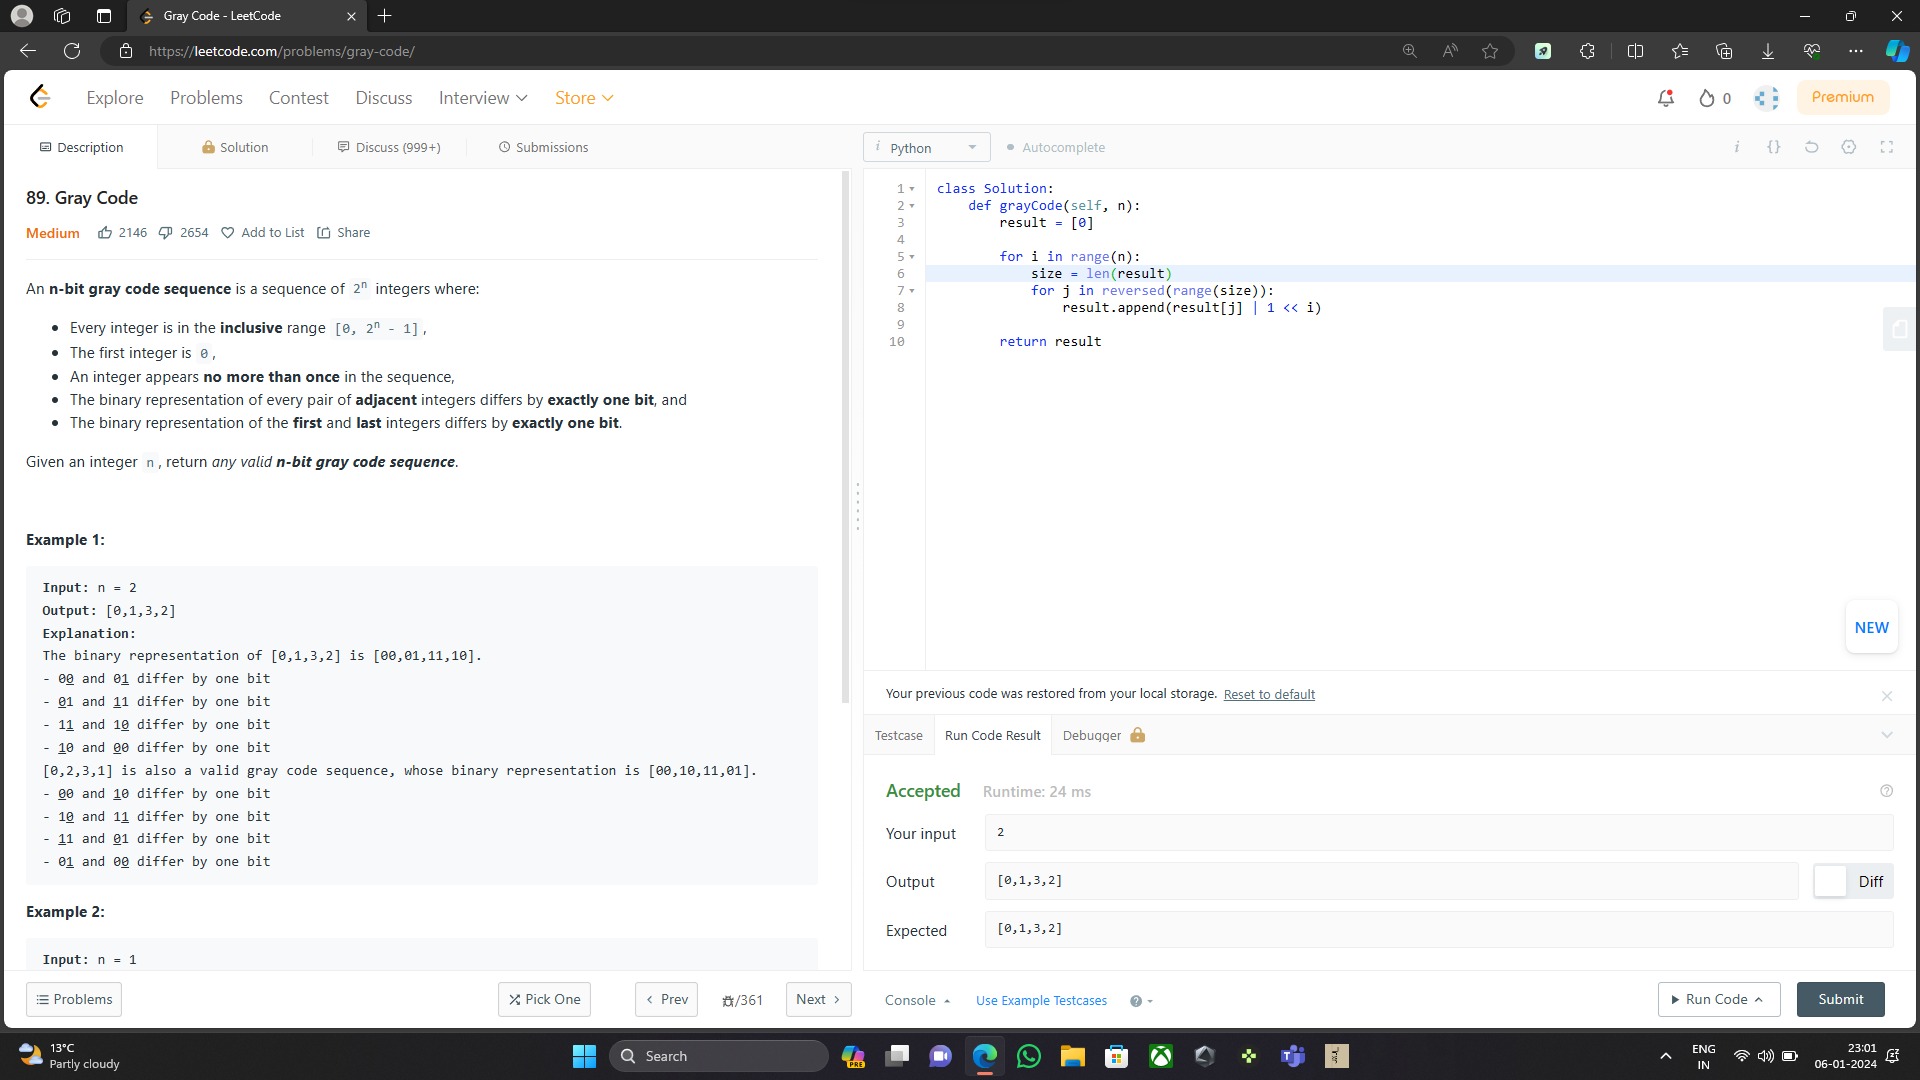 Gray Code - LeetCode
https://leetcode.com/problems/gray-code/
Explore Problems Contest Discuss Interview Store 0 Premium
Description Solution Discuss (999+) Submissions
89. Gray Code
Medium 2146 2654 Add to List Share
An n-bit gray code sequence is a sequence of 2ⁿ integers where:
Every integer is in the inclusive range [0, 2ⁿ - 1],
The first integer is 0,
An integer appears no more than once in the sequence,
The binary representation of every pair of adjacent integers differs by exactly one bit, and
The binary representation of the first and last integers differs by exactly one bit.
Given an integer n, return any valid n-bit gray code sequence.
Example 1:
Input: n = 2
Output: [0,1,3,2]
Explanation:
The binary representation of [0,1,3,2] is [00,01,11,10].
- 00 and 01 differ by one bit
- 01 and 11 differ by one bit
- 11 and 10 differ by one bit
- 10 and 00 differ by one bit
[0,2,3,1] is also a valid gray code sequence, whose binary representation is [00,10,11,01].
- 00 and 10 differ by one bit
- 10 and 11 differ by one bit
- 11 and 01 differ by one bit
- 01 and 00 differ by one bit
Example 2:
Input: n = 1
Problems Pick One Prev /361 Next
i Python Autocomplete i {}
1 class Solution:
2 def grayCode(self, n):
3 result = [0]
4
5 for i in range(n):
6 size = len(result)
7 for j in reversed(range(size)):
8 result.append(result[j] | 1 << i)
9
10 return result
NEW
Your previous code was restored from your local storage. Reset to default
Testcase Run Code Result Debugger
Accepted Runtime: 24 ms
Your input 2
Output [0,1,3,2] Diff
Expected [0,1,3,2]
Console Use Example Testcases Run Code Submit
13°C
Partly cloudy
Search
PRE
ENG
IN
23:01
06-01-2024